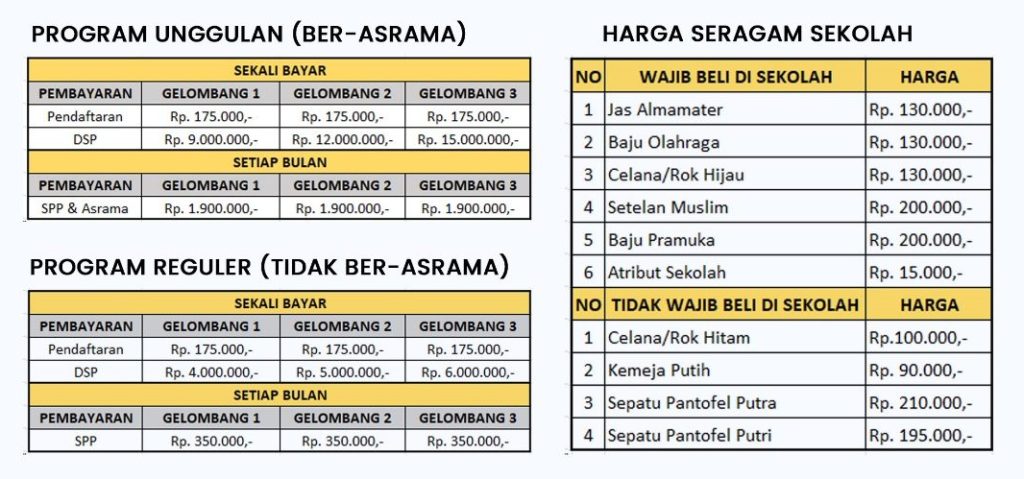 PROGRAM UNGGULAN (BER-ASRAMA)
SEKALI BAYAR
PEMBAYARAN GELOMBANG 1 GELOMBANG 2 GELOMBANG 3
Pendaftaran Rp. 175.000,- Rp. 175.000,- Rp. 175.000,-
DSP Rp. 9.000.000,- Rp. 12.000.000,- Rp. 15.000.000,-
SETIAP BULAN
PEMBAYARAN GELOMBANG 1 GELOMBANG 2 GELOMBANG 3
SPP & Asrama Rp. 1.900.000,- Rp. 1.900.000,- Rp. 1.900.000,-
PROGRAM REGULER (TIDAK BER-ASRAMA)
SEKALI BAYAR
PEMBAYARAN GELOMBANG 1 GELOMBANG 2 GELOMBANG 3
Pendaftaran Rp. 175.000,- Rp. 175.000,- Rp. 175.000,-
DSP Rp. 4.000.000,- Rp. 5.000.000,- Rp. 6.000.000,-
SETIAP BULAN
PEMBAYARAN GELOMBANG 1 GELOMBANG 2 GELOMBANG 3
SPP Rp. 350.000,- Rp. 350.000,- Rp. 350.000,-
HARGA SERAGAM SEKOLAH
NO WAJIB BELI DI SEKOLAH HARGA
1 Jas Almamater Rp. 130.000,-
2 Baju Olahraga Rp. 130.000,-
3 Celana/Rok Hijau Rp. 130.000,-
4 Setelan Muslim Rp. 200.000,-
5 Baju Pramuka Rp. 200.000,-
6 Atribut Sekolah Rp. 15.000,-
NO TIDAK WAJIB BELI DI SEKOLAH HARGA
1 Celana/Rok Hitam Rp.100.000,-
2 Kemeja Putih Rp. 90.000,-
3 Sepatu Pantofel Putra Rp. 210.000,-
4 Sepatu Pantofel Putri Rp. 195.000,-